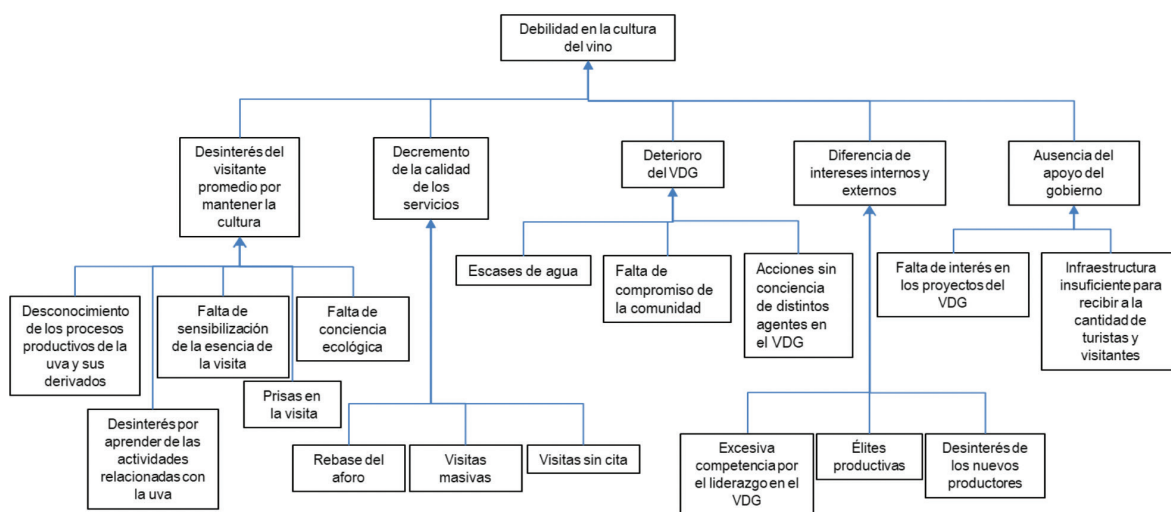 Debilidad en la cultura
del vino
Desinterés del
visitante
promedio por
mantener la
cultura
Decremento
de la calidad
de los
servicios
Deterioro
del VDG
Diferencia de
intereses internos y
externos
Ausencia del
apoyo del
gobierno
Desconocimiento
de los procesos
productivos de la
uva y sus
derivados
Desinterés por
aprender de las
actividades
relacionadas con
la uva
Falta de
sensibilización
de la esencia de
la visita
Prisas en
la visita
Falta de
conciencia
ecológica
Rebase del
aforo
Visitas
masivas
Visitas sin cita
Escases de agua
Falta de
compromiso de
la comunidad
Acciones sin
conciencia
de distintos
agentes en
el VDG
Excesiva
competencia por
el liderazgo en el
VDG
Élites
productivas
Desinterés de
los nuevos
productores
Falta de interés en
los proyectos del
VDG
Infraestructura
insuficiente para
recibir a la
cantidad de
turistas y
visitantes